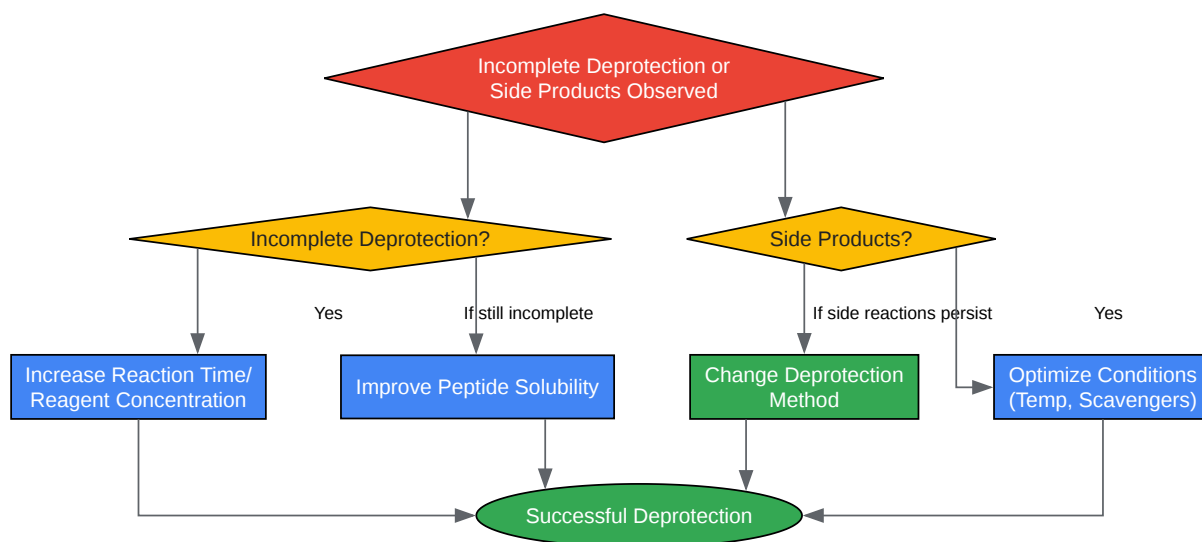 Incomplete Deprotection or
Side Products Observed
Incomplete Deprotection?
Side Products?
Yes
If still incomplete
If side reactions persist
Yes
Increase Reaction Time/
Reagent Concentration
Improve Peptide Solubility
Change Deprotection
Method
Optimize Conditions
(Temp, Scavengers)
Successful Deprotection